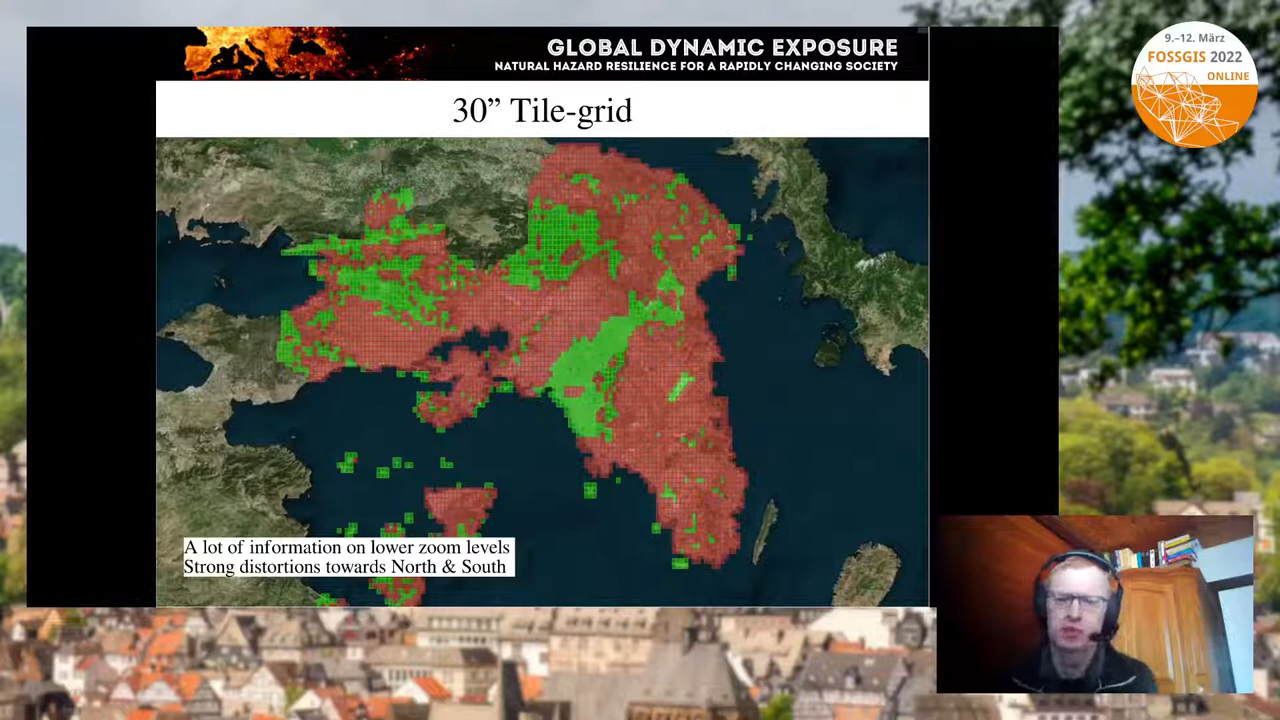 GLOBAL DYNAMIC EXPOSURE
NATURAL HAZARD RESILIENCE FOR A RAPIDLY CHANGING SOCIETY
30” Tile-grid
A lot of information on lower zoom levels
Strong distortions towards North & South
9.–12. März
FOSSGIS 2022
ONLINE